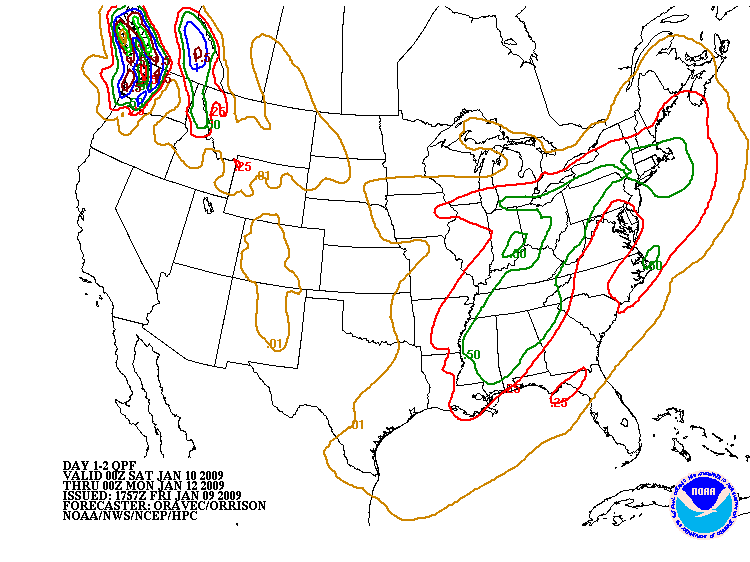 .25
.50
.25
.01
.50
.50
.50
.25
.25
.01
.01
DAY 1-2 QPF
VALID 00Z SAT JAN 10 2009
THRU 00Z MON JAN 12 2009
ISSUED: 1757Z FRI JAN 09 2009
FORECASTER: ORAVEC/ORRISON
NOAA/NWS/NCEP/HPC
NOAA